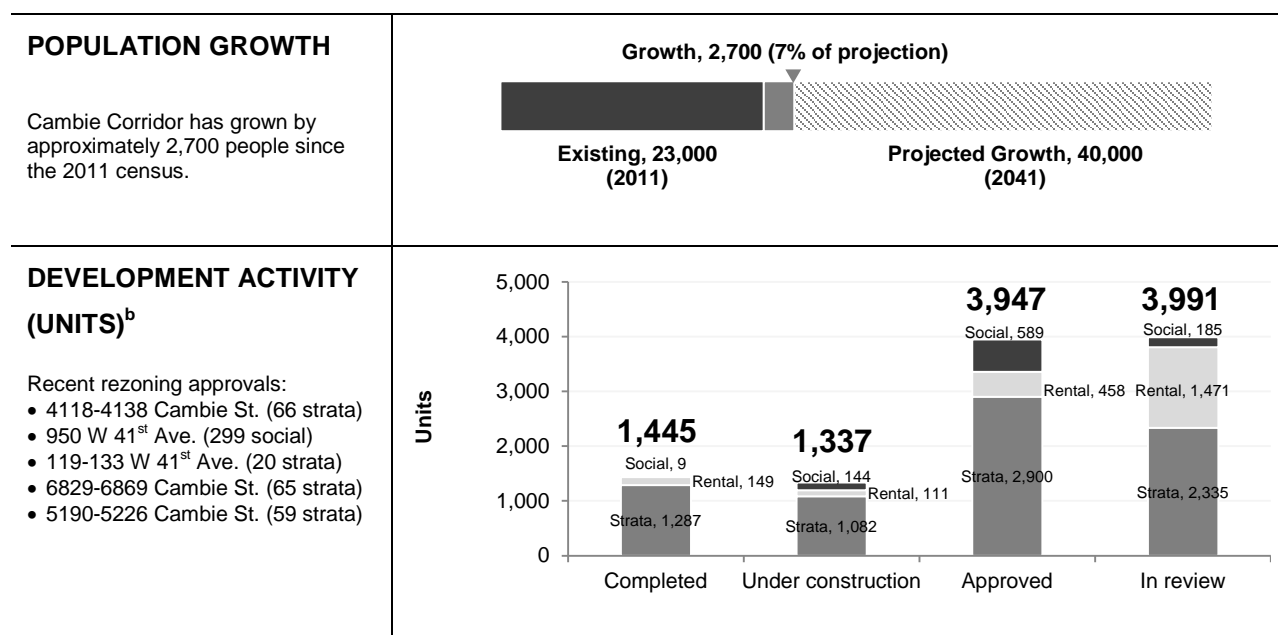 POPULATION GROWTH
Cambie Corridor has grown by
approximately 2,700 people since
the 2011 census.
Growth, 2,700 (7% of projection)
Existing, 23,000
(2011)
Projected Growth, 40,000
(2041)
DEVELOPMENT ACTIVITY
(UNITS)b
Recent rezoning approvals:
• 4118-4138 Cambie St. (66 strata)
• 950 W 41st Ave. (299 social)
• 119-133 W 41st Ave. (20 strata)
• 6829-6869 Cambie St. (65 strata)
• 5190-5226 Cambie St. (59 strata)
Units
5,000
4,000
3,000
2,000
1,000
0
1,445
Social, 9
Rental, 149
Strata, 1,287
Completed
1,337
Social, 144
Rental, 111
Strata, 1,082
Under construction
3,947
Social, 589
Rental, 458
Strata, 2,900
Approved
3,991
Social, 185
Rental, 1,471
Strata, 2,335
In review